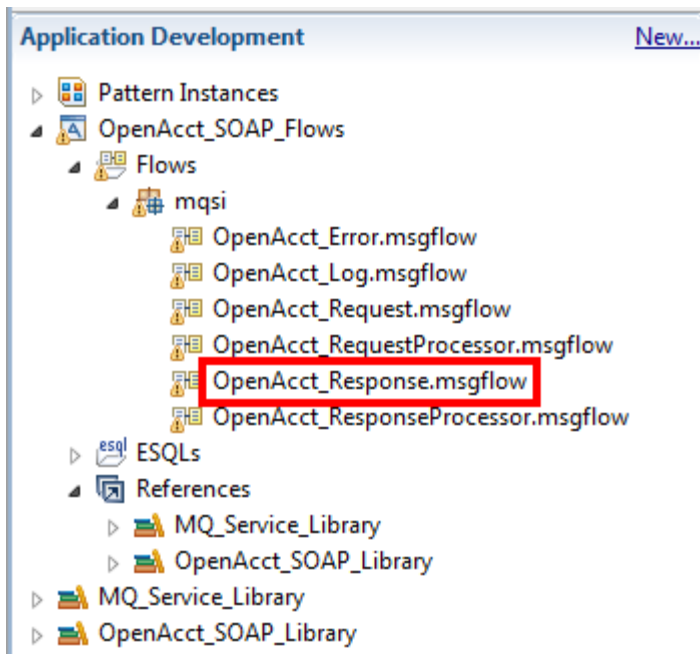 Application Development New...
Pattern Instances
OpenAcct_SOAP_Flows
Flows
mqsi
OpenAcct_Error.msgflow
OpenAcct_Log.msgflow
OpenAcct_Request.msgflow
OpenAcct_RequestProcessor.msgflow
OpenAcct_Response.msgflow
OpenAcct_ResponseProcessor.msgflow
esql ESQLs
References
MQ_Service_Library
OpenAcct_SOAP_Library
MQ_Service_Library
OpenAcct_SOAP_Library